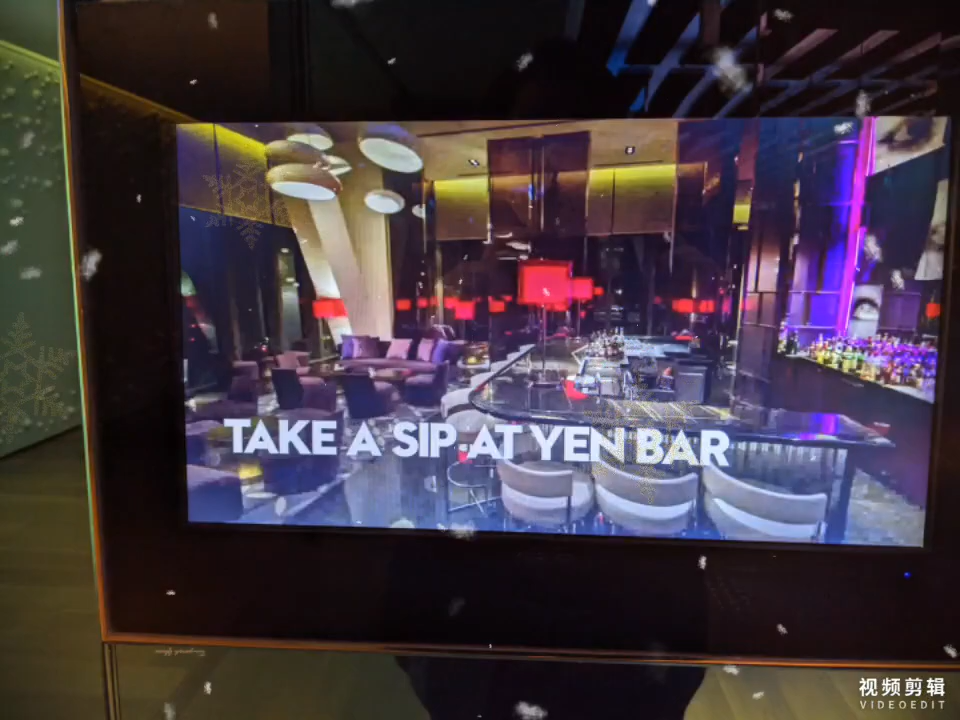 TAKE A SIP AT YEN BAR
视频剪辑
VIDEOEDIT